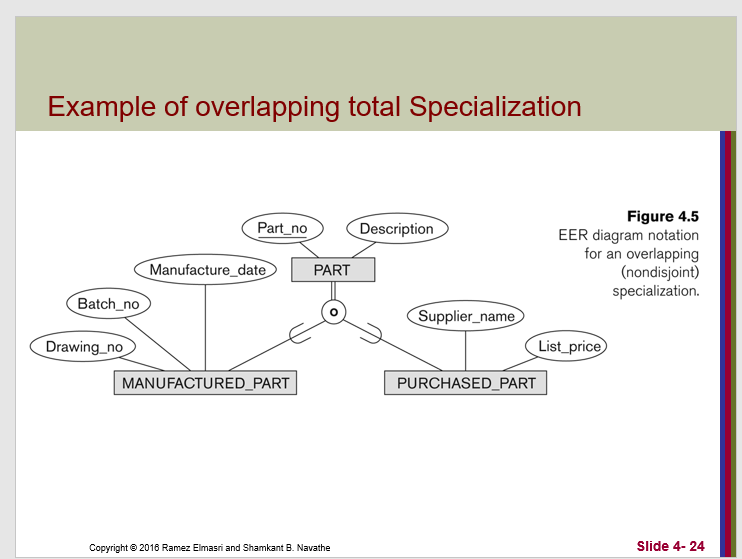 Example of overlapping total Specialization
Figure 4.5
EER diagram notation
for an overlapping
(nondisjoint)
specialization.
Part_no
Description
Manufacture_date
PART
Batch_no
o
Supplier_name
Drawing_no
List_price
MANUFACTURED_PART
PURCHASED_PART
Copyright © 2016 Ramez Elmasri and Shamkant B. Navathe
Slide 4- 24